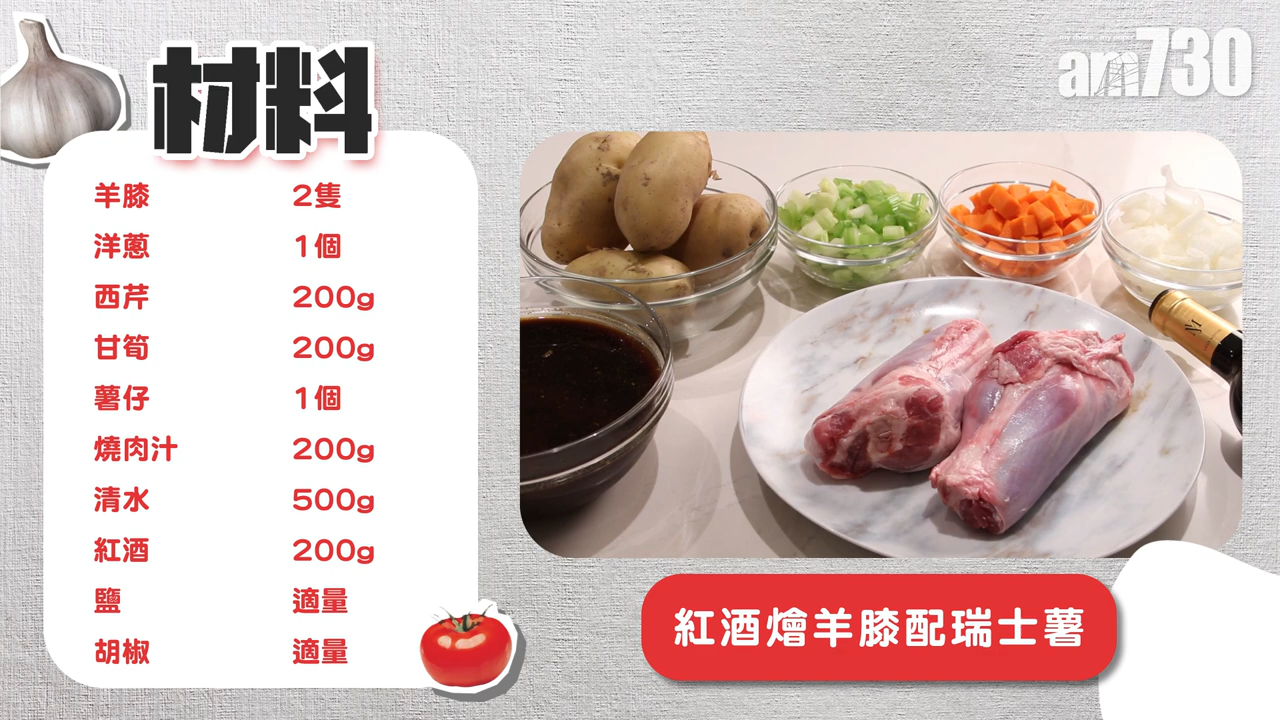 am730
材料
羊膝 2隻
洋蔥 1個
西芹 200g
甘筍 200g
薯仔 1個
燒肉汁 200g
清水 500g
紅酒 200g
鹽 適量
胡椒 適量
紅酒燴羊膝配瑞士薯